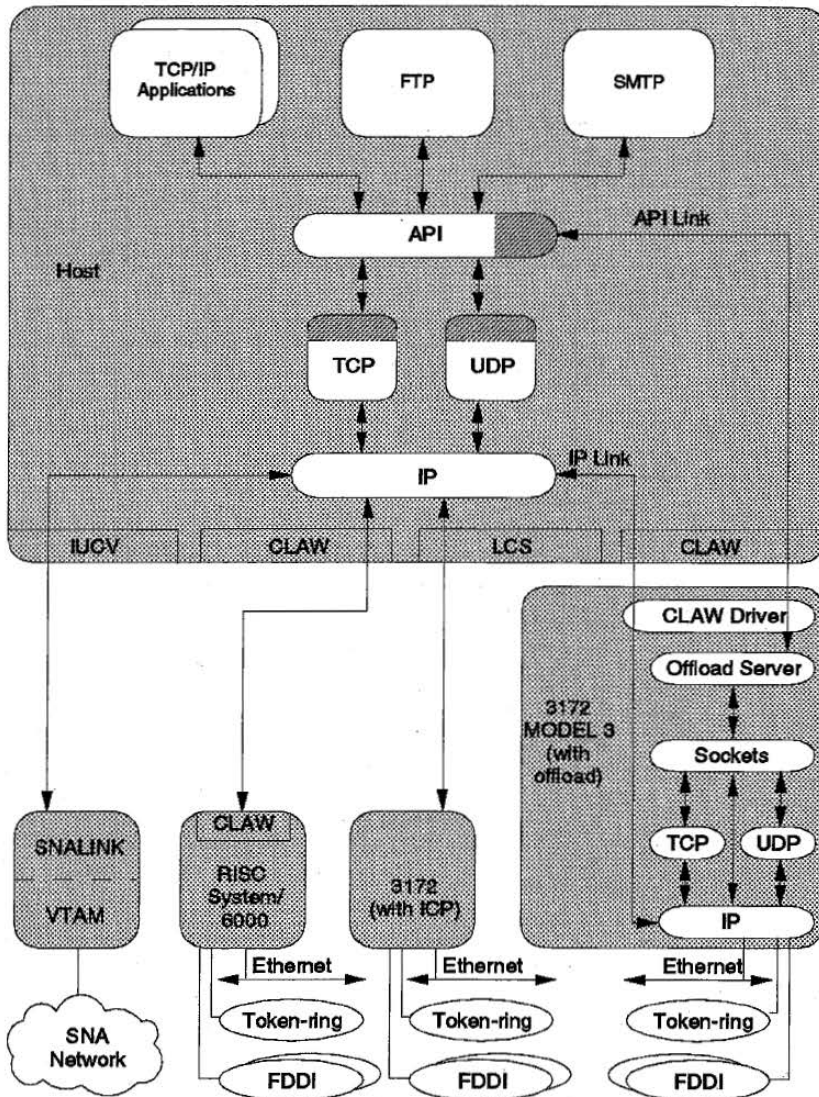 TCP/IP
Applications
FTP
SMTP
API
API Link
Host
TCP
UDP
IP
IP Link
IUCV
CLAW
LCS
CLAW
CLAW Driver
Offload Server
3172
MODEL 3
(with
offload)
Sockets
TCP
UDP
IP
SNALINK
VTAM
CLAW
RISC
System/
6000
3172
(with ICP)
Ethernet
Ethernet
Ethernet
Token-ring
Token-ring
Token-ring
SNA
Network
FDDI
FDDI
FDDI